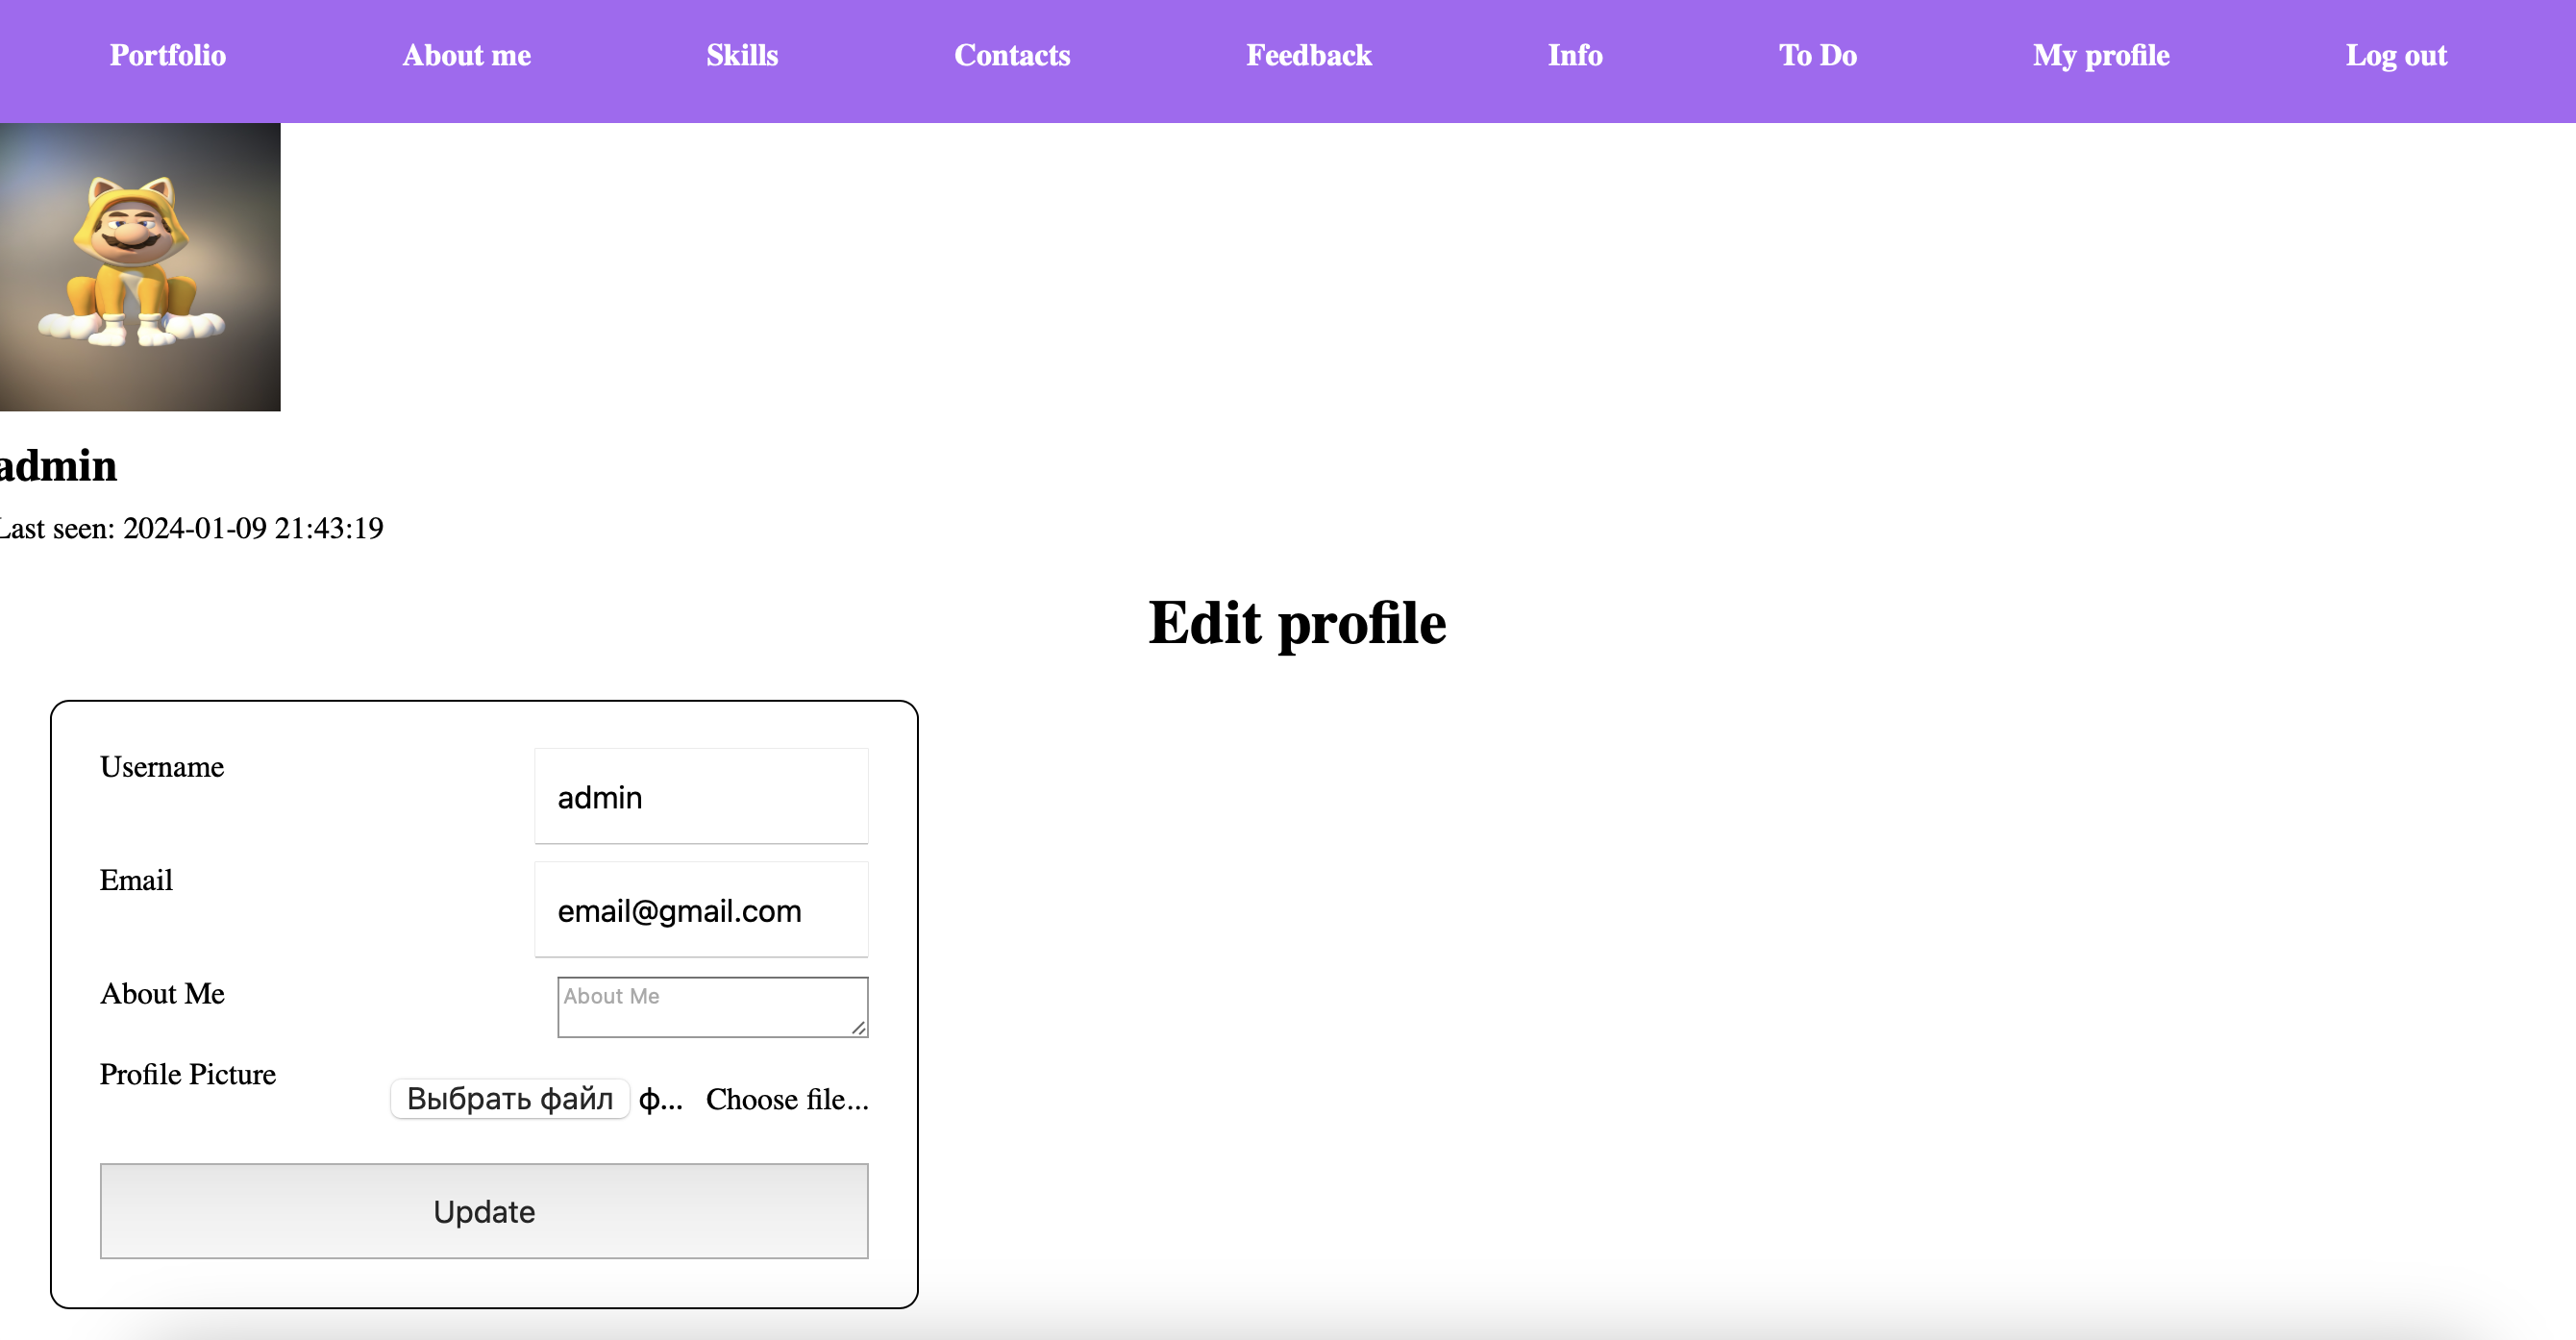 Portfolio About me Skills Contacts Feedback Info To Do My profile Log out
admin
Last seen: 2024-01-09 21:43:19
Edit profile
Username admin
Email email@gmail.com
About Me About Me
Profile Picture Выбрать файл ф... Choose file...
Update